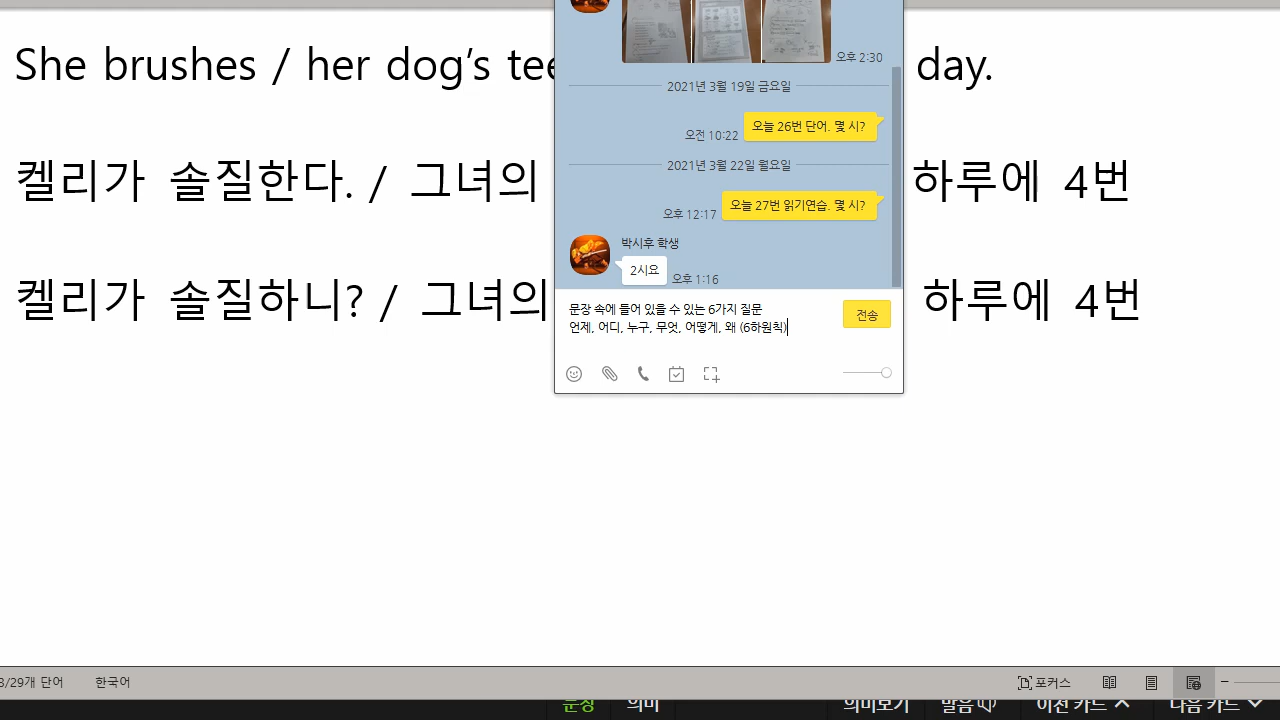 She brushes / her dog's
day.
켈리가 솔질한다. / 그녀의
하루에 4번
켈리가 솔질하니? / 그녀의
하루에 4번
오후 2:30
2021년 3월 19일 금요일
오전 10:22
오늘 26번 단어. 몇 시?
2021년 3월 22일 월요일
오후 12:17
오늘 27번 읽기연습. 몇 시?
박시후 학생
2시요
오후 1:16
문장 속에 들어 있을 수 있는 6가지 질문
언제, 어디, 누구, 무엇, 어떻게, 왜 (6하원칙)
전송
/29개 단어
한국어
포커스
문장
의미
의미보기
발음
이전 카드
다음 카드